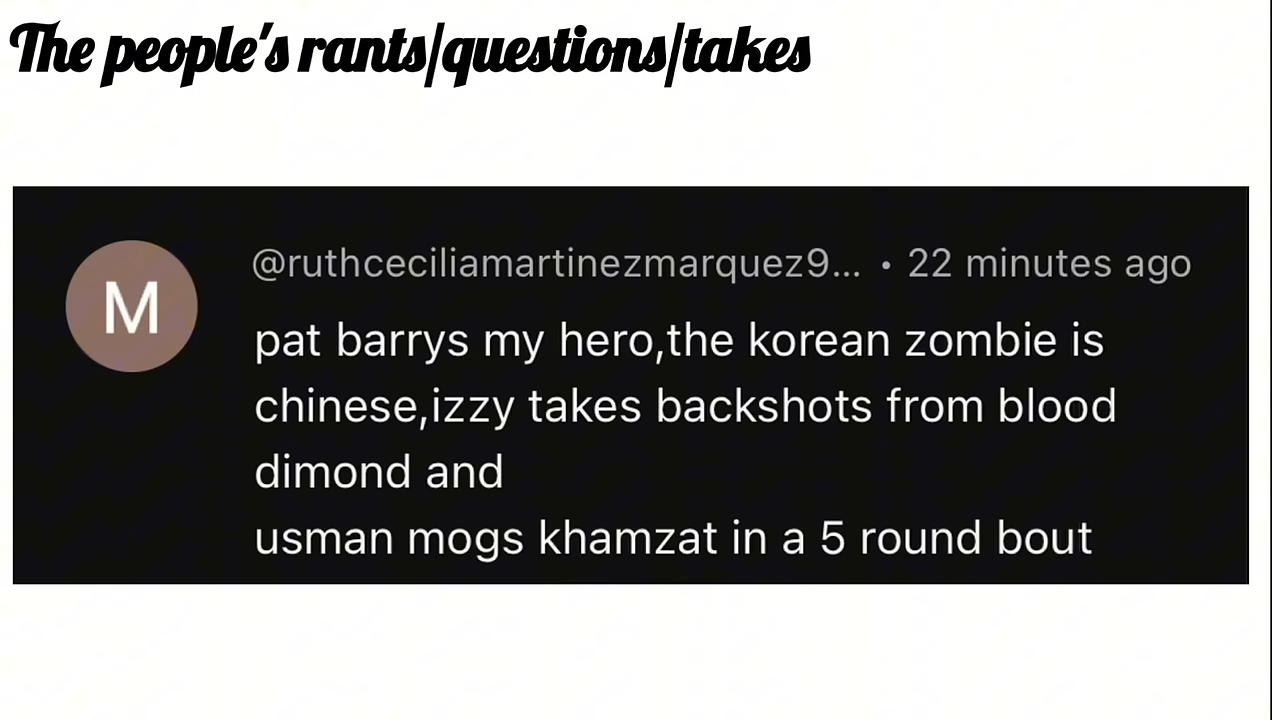 The people's rants/questions/takes
M
@ruthceciliamartinezmarquez9... • 22 minutes ago
pat barrys my hero,the korean zombie is
chinese,izzy takes backshots from blood
dimond and
usman mogs khamzat in a 5 round bout